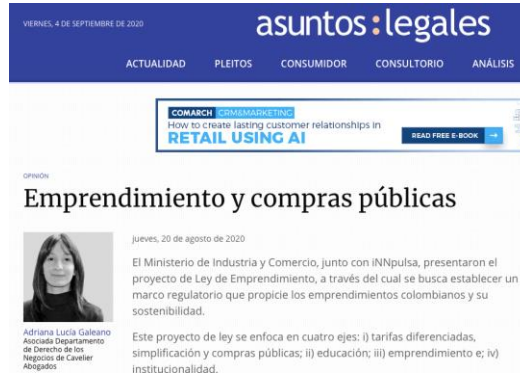 VIERNES, 4 DE SEPTIEMBRE DE 2020
asuntos:legales
ACTUALIDAD PLEITOS CONSUMIDOR CONSULTORIO ANÁLISIS
COMARCH CRM&MARKETING
How to create lasting customer relationships in
RETAIL USING AI
READ FREE E-BOOK
OPINIÓN
Emprendimiento y compras públicas
jueves, 20 de agosto de 2020
El Ministerio de Industria y Comercio, junto con iNNpulsa, presentaron el
proyecto de Ley de Emprendimiento, a través del cual se busca establecer un
marco regulatorio que propicie los emprendimientos colombianos y su
sostenibilidad.
Adriana Lucía Galeano
Asociada Departamento
de Derecho de los
Negocios de Cavelier
Abogados
Este proyecto de ley se enfoca en cuatro ejes: i) tarifas diferenciadas,
simplificación y compras públicas; ii) educación; iii) emprendimiento e; iv)
institucionalidad.